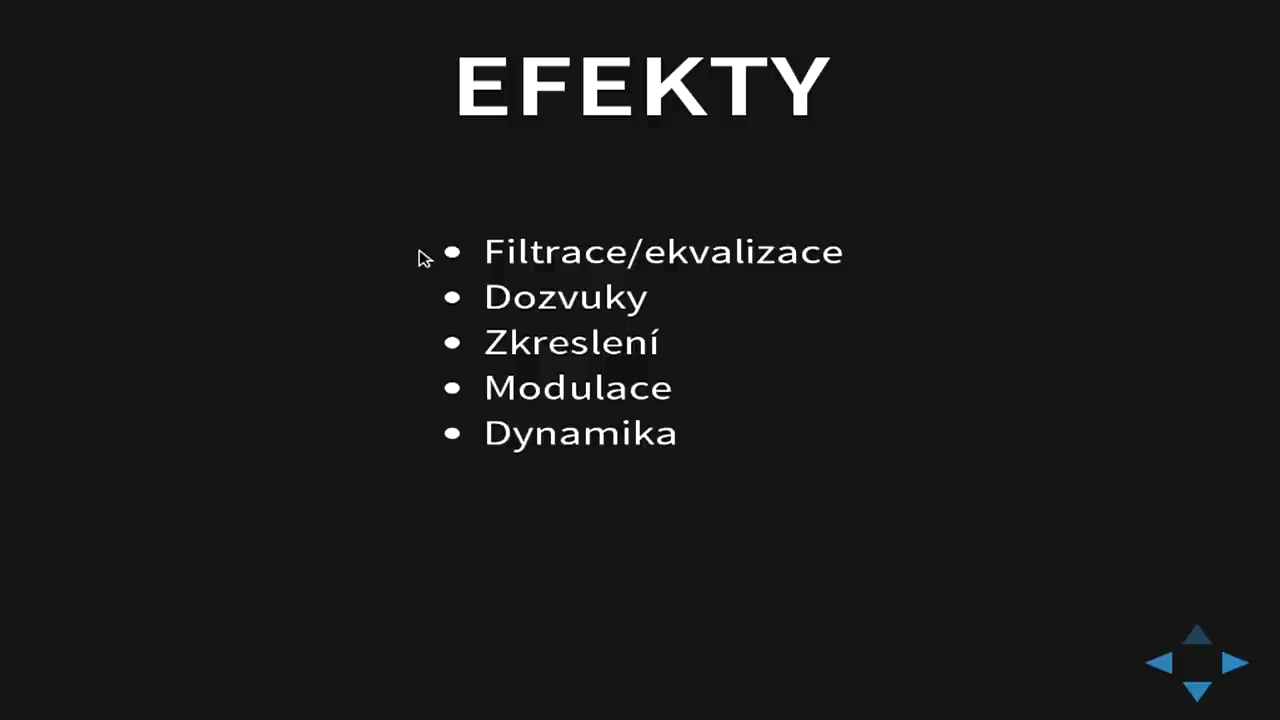 EFEKTY
Filtrace/ekvalizace
Dozvuky
Zkreslení
Modulace
Dynamika